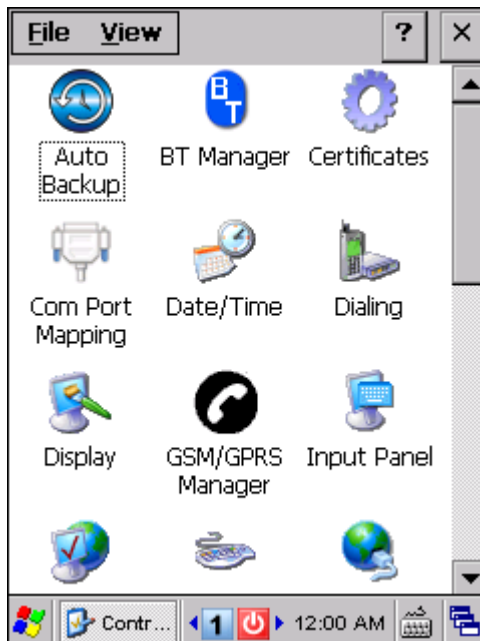 File View ? ×
Auto
Backup
BT Manager
Certificates
Com Port
Mapping
Date/Time
Dialing
Display
GSM/GPRS
Manager
Input Panel
Contr... 1 12:00 AM